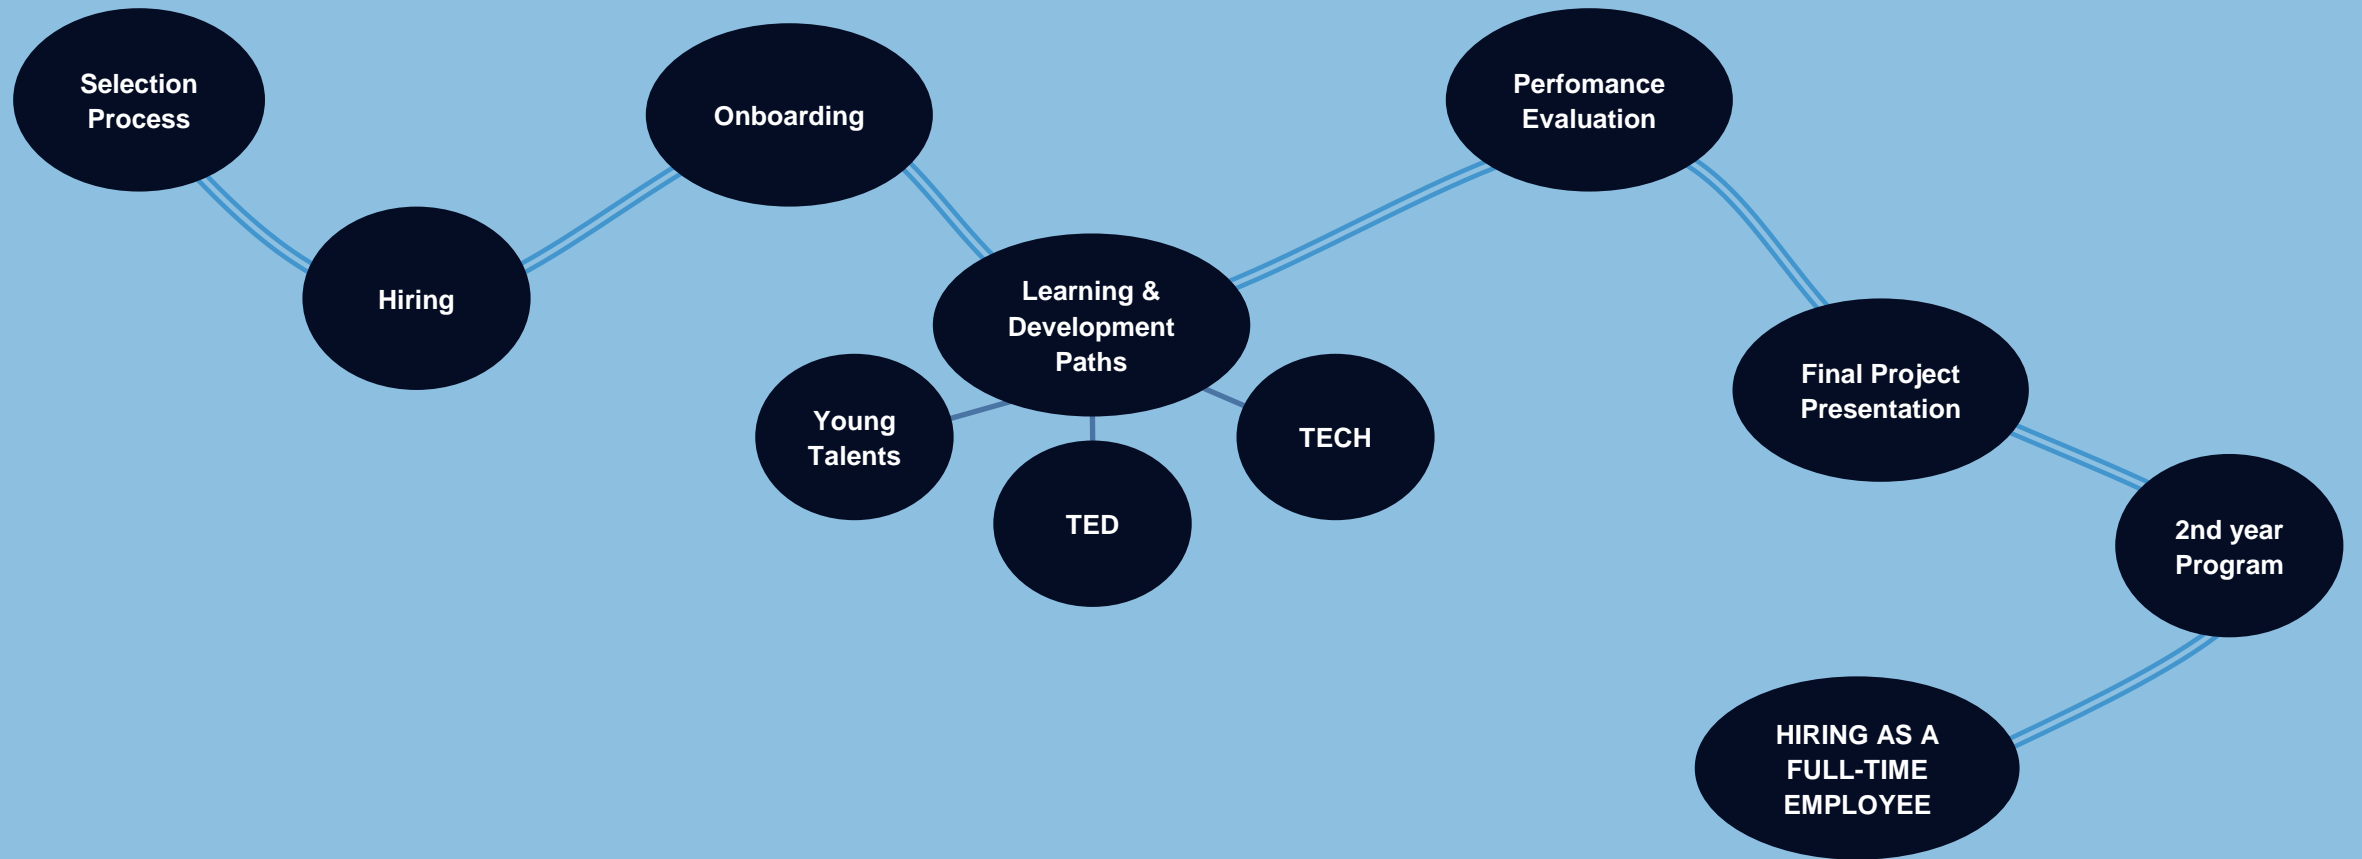 Selection
Process
Hiring
Onboarding
Learning &
Development
Paths
Young
Talents
TED
TECH
Perfomance
Evaluation
Final Project
Presentation
2nd year
Program
HIRING AS A
FULL-TIME
EMPLOYEE